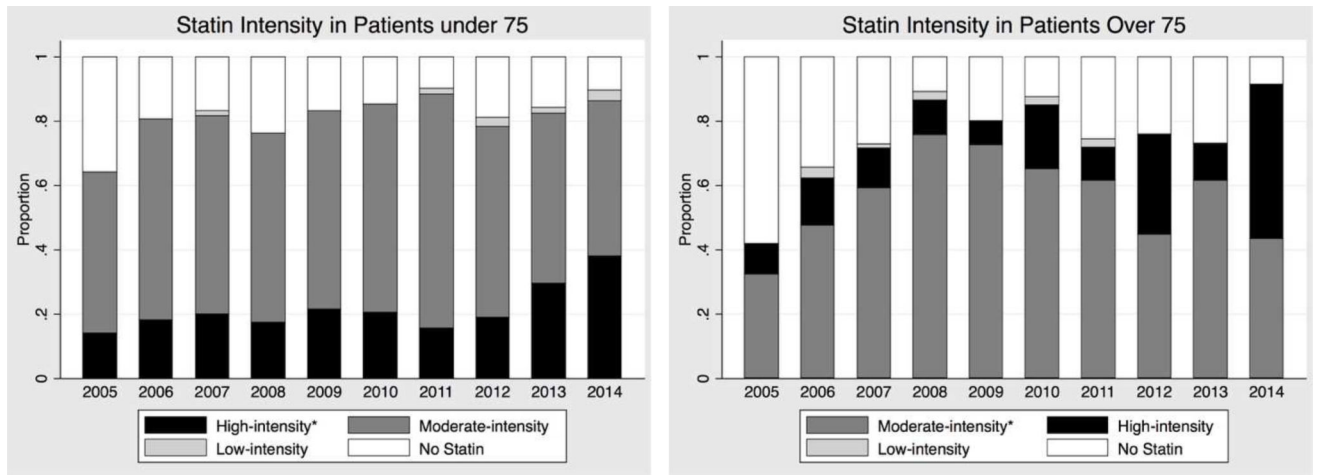 Statin Intensity in Patients under 75
Proportion
1
.8
.6
.4
.2
0
2005 2006 2007 2008 2009 2010 2011 2012 2013 2014
High-intensity* Moderate-intensity
Low-intensity No Statin
Statin Intensity in Patients Over 75
Proportion
1
.8
.6
.4
.2
0
2005 2006 2007 2008 2009 2010 2011 2012 2013 2014
Moderate-intensity* High-intensity
Low-intensity No Statin